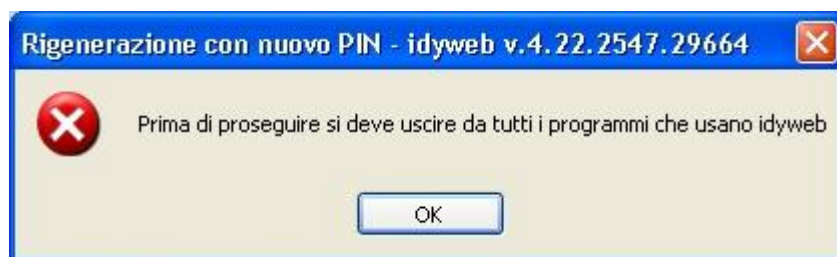 Rigenerazione con nuovo PIN - idyweb v.4.22.2547.29664
Prima di proseguire si deve uscire da tutti i programmi che usano idyweb
OK